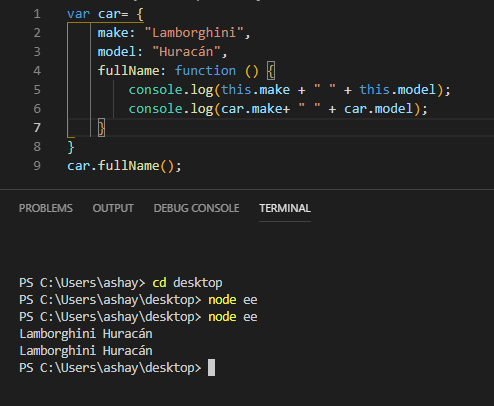 1 var car= {
2 make: "Lamborghini",
3 model: "Huracán",
4 fullName: function () {
5 console.log(this.make + " " + this.model);
6 console.log(car.make+ " " + car.model);
7 }
8 }
9 car.fullName();
PROBLEMS OUTPUT DEBUG CONSOLE TERMINAL
PS C:\Users\ashay> cd desktop
PS C:\Users\ashay\desktop> node ee
PS C:\Users\ashay\desktop> node ee
Lamborghini Huracán
Lamborghini Huracán
PS C:\Users\ashay\desktop>